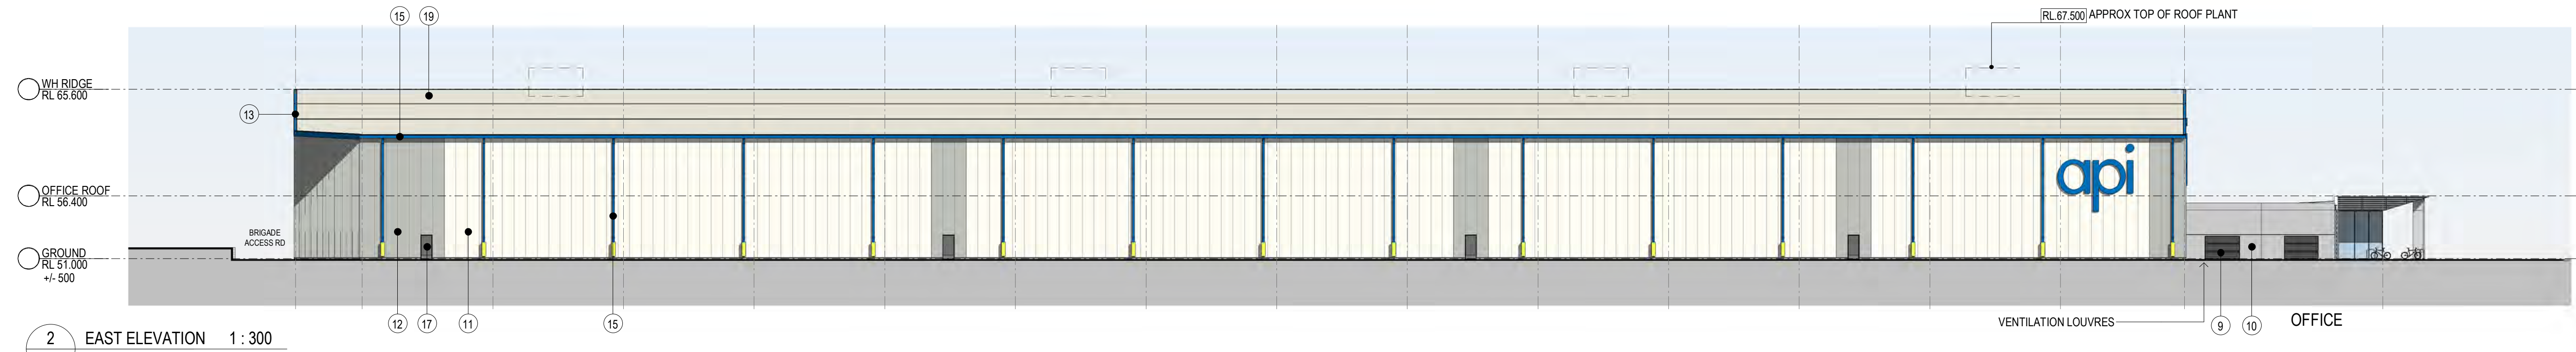 15
19
RL.67.500 APPROX TOP OF ROOF PLANT
WH RIDGE
RL 65.600
13
api
OFFICE ROOF
RL 56.400
BRIGADE
ACCESS RD
GROUND
RL 51.000
+/- 500
12
17
11
15
VENTILATION LOUVRES
9
10
OFFICE
2
EAST ELEVATION 1 : 300